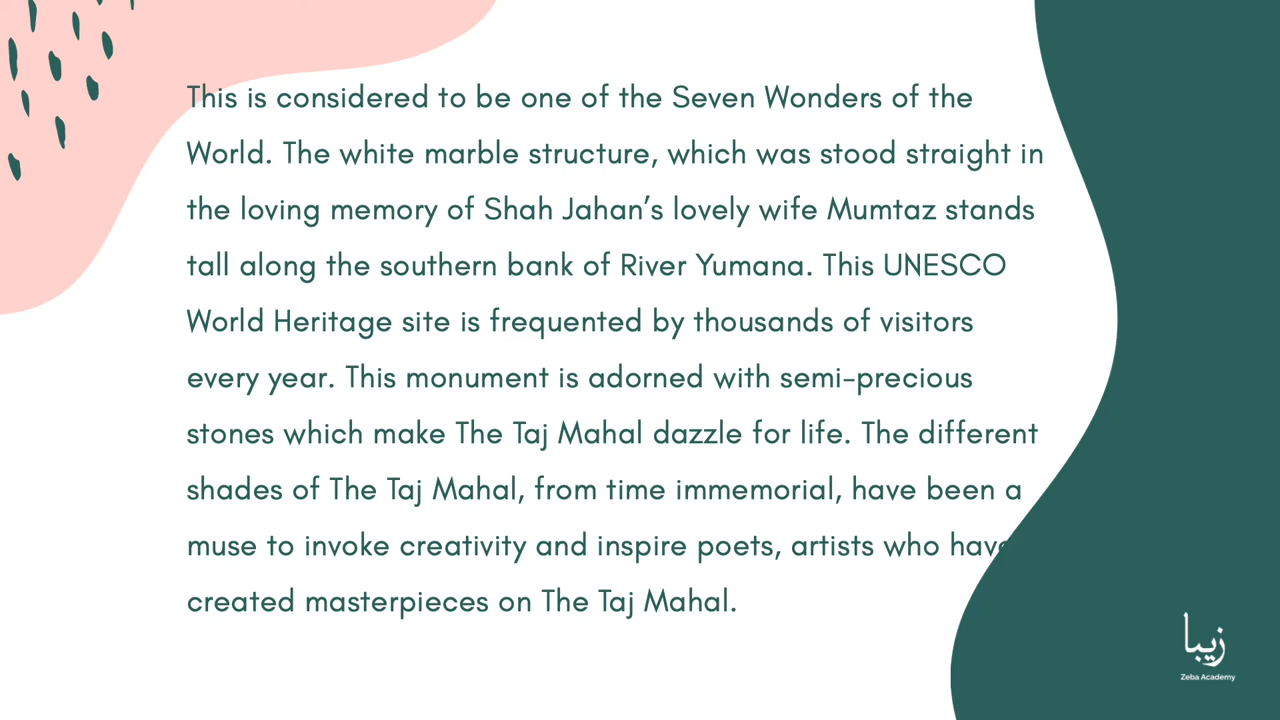 This is considered to be one of the Seven Wonders of the
World. The white marble structure, which was stood straight in
the loving memory of Shah Jahan's lovely wife Mumtaz stands
tall along the southern bank of River Yumana. This UNESCO
World Heritage site is frequented by thousands of visitors
every year. This monument is adorned with semi-precious
stones which make The Taj Mahal dazzle for life. The different
shades of The Taj Mahal, from time immemorial, have been a
muse to invoke creativity and inspire poets, artists who have
created masterpieces on The Taj Mahal.
زیبا
Zeba Academy